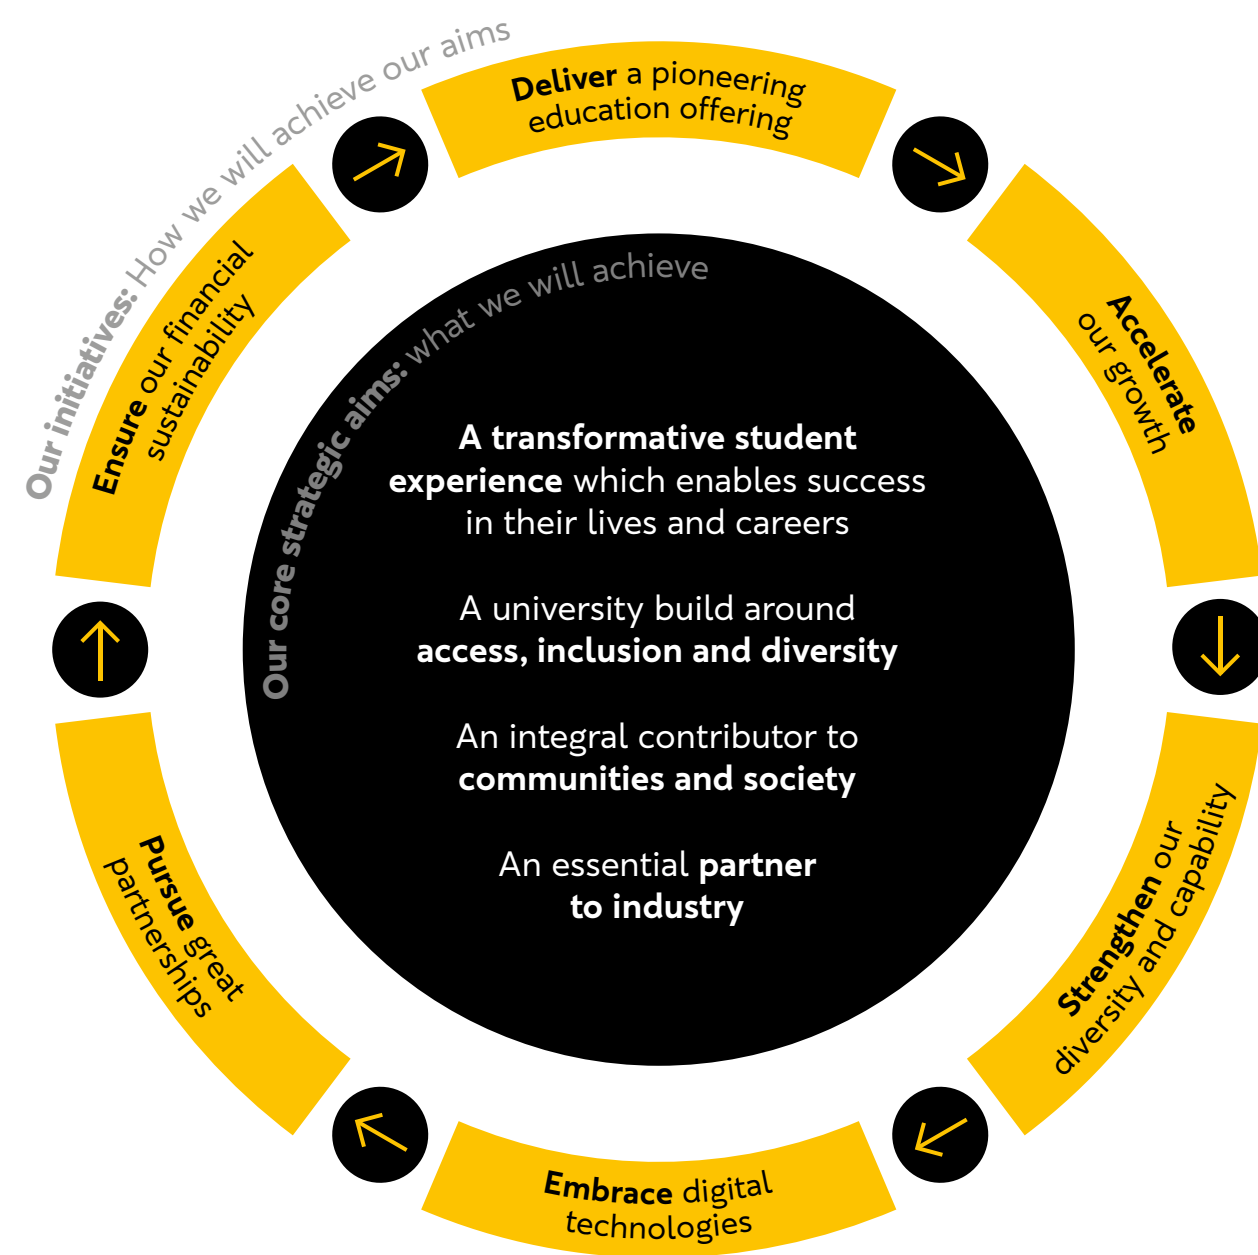 Our initiatives: How we will achieve our aims
Deliver a pioneering
education offering
Accelerate
our growth
Strengthen our
diversity and capability
Embrace digital
technologies
Pursue great
partnerships
Ensure our financial
sustainability
Our core strategic aims: what we will achieve
A transformative student
experience which enables success
in their lives and careers
A university build around
access, inclusion and diversity
An integral contributor to
communities and society
An essential partner
to industry